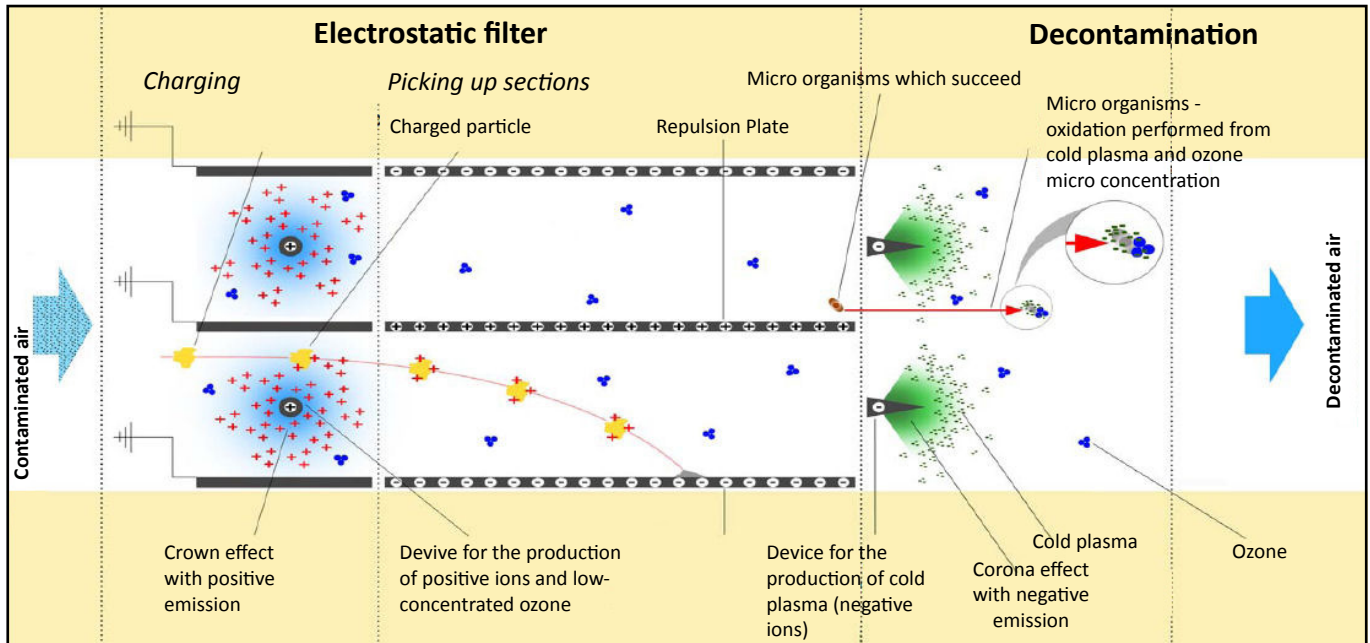 Electrostatic filter
Decontamination
Charging
Picking up sections
Micro organisms which succeed
Charged particle
Repulsion Plate
Micro organisms -
oxidation performed from
cold plasma and ozone
micro concentration
Contaminated air
Decontaminated air
Crown effect
with positive
emission
Devive for the production
of positive ions and low-
concentrated ozone
Device for the
production of cold
plasma (negative
ions)
Cold plasma
Corona effect
with negative
emission
Ozone